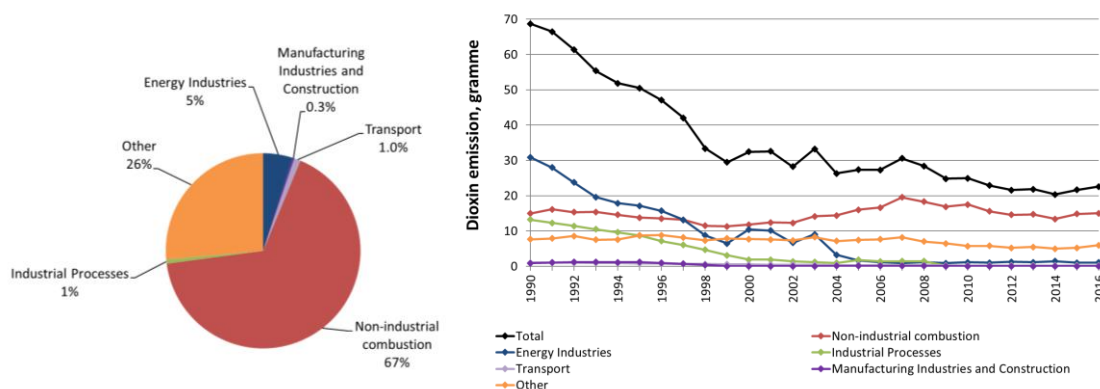 Manufacturing
Industries and
Construction
0.3%
Energy Industries
5%
Transport
1.0%
Other
26%
Industrial Processes
1%
Non-industrial
combustion
67%
Dioxin emission, gramme
70
60
50
40
30
20
10
0
1990
1992
1994
1996
1998
2000
2002
2004
2006
2008
2010
2012
2014
2016
Total
Non-industrial combustion
Energy Industries
Industrial Processes
Transport
Manufacturing Industries and Construction
Other